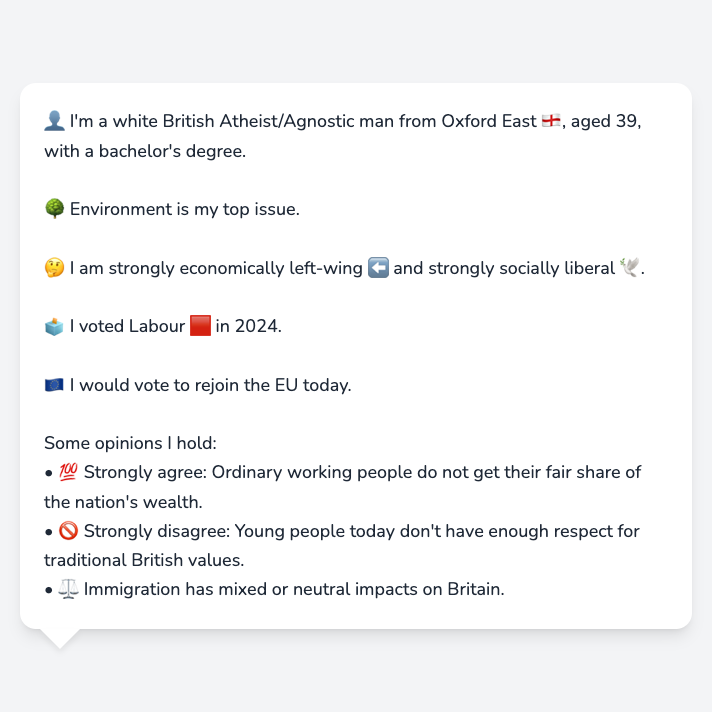 👤 I'm a white British Atheist/Agnostic man from Oxford East 🏴󠁧󠁢󠁥󠁮󠁧󠁿, aged 39,
with a bachelor's degree.
🌳 Environment is my top issue.
🤔 I am strongly economically left-wing ⬅️ and strongly socially liberal 🕊️.
🗳️ I voted Labour 🟥 in 2024.
🇪🇺 I would vote to rejoin the EU today.
Some opinions I hold:
• 💯 Strongly agree: Ordinary working people do not get their fair share of
the nation's wealth.
• 🚫 Strongly disagree: Young people today don't have enough respect for
traditional British values.
• ⚖️ Immigration has mixed or neutral impacts on Britain.